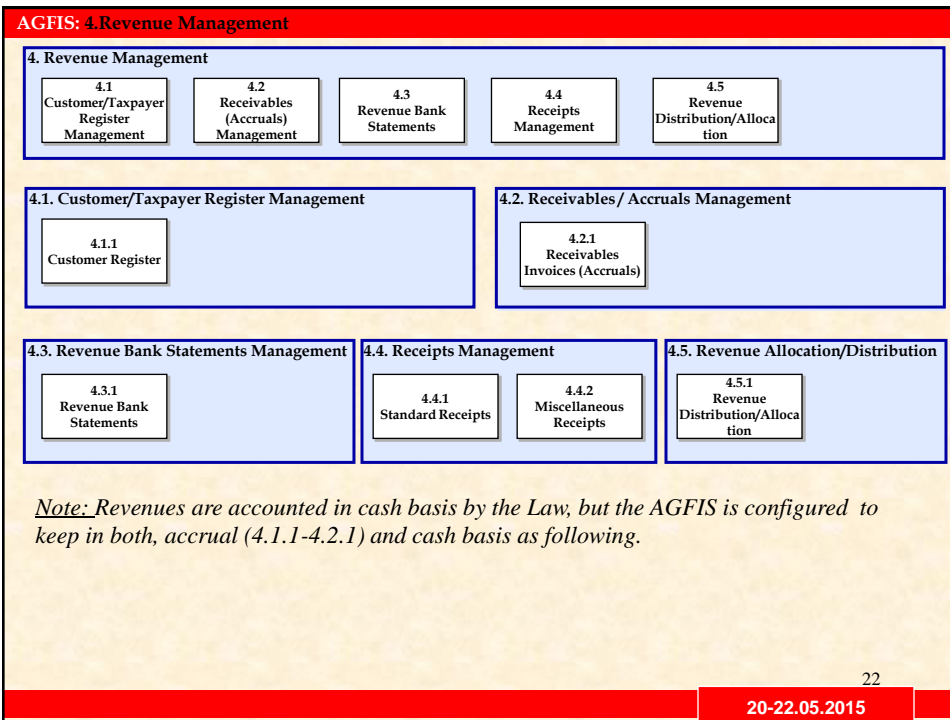 AGFIS: 4.Revenue Management
4. Revenue Management
4.1
Customer/Taxpayer
Register
Management
4.2
Receivables
(Accruals)
Management
4.3
Revenue Bank
Statements
4.4
Receipts
Management
4.5
Revenue
Distribution/Alloca
tion
4.1. Customer/Taxpayer Register Management
4.1.1
Customer Register
4.2. Receivables / Accruals Management
4.2.1
Receivables
Invoices (Accruals)
4.3. Revenue Bank Statements Management
4.3.1
Revenue Bank
Statements
4.4. Receipts Management
4.4.1
Standard Receipts
4.4.2
Miscellaneous
Receipts
4.5. Revenue Allocation/Distribution
4.5.1
Revenue
Distribution/Alloca
tion
Note: Revenues are accounted in cash basis by the Law, but the AGFIS is configured to
keep in both, accrual (4.1.1-4.2.1) and cash basis as following.
22
20-22.05.2015